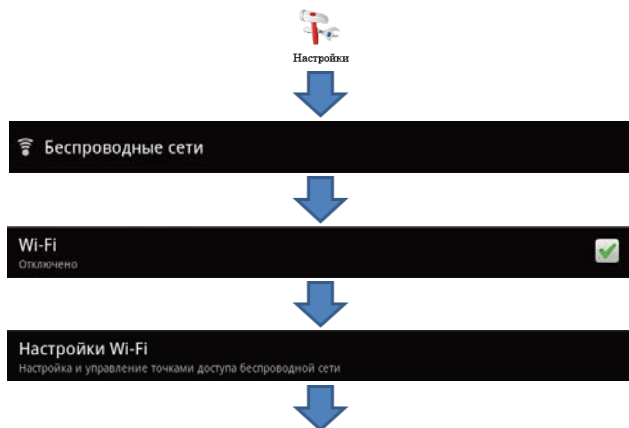 Настройки
Беспроводные сети
Wi-Fi
Отключено
Настройки Wi-Fi
Настройка и управление точками доступа беспроводной сети